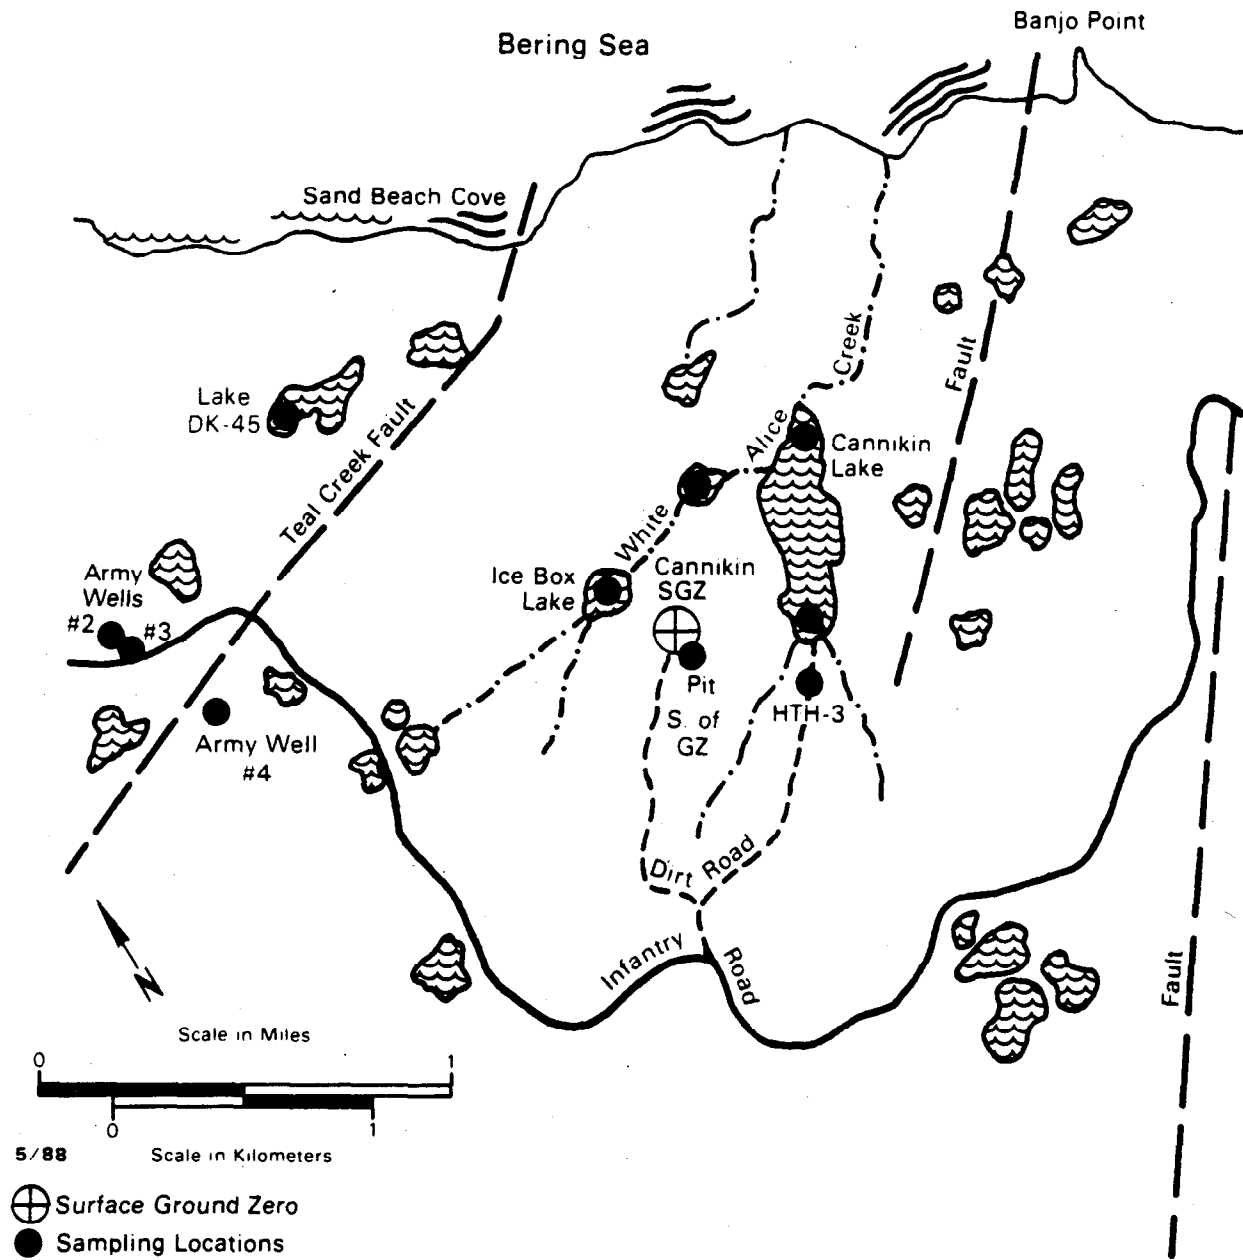 Banjo Point
Bering Sea
Sand Beach Cove
Creek
Fault
Lake
DK-45
Teal Creek Fault
Alice
Cannikin
Lake
White
Army
Wells
#2
#3
Ice Box
Lake
Cannikin
SGZ
Pit
S. of
GZ
HTH-3
Army Well
#4
Dirt Road
Infantry
Road
Fault
N
Scale in Miles
0
1
0
1
5/88
Scale in Kilometers
Surface Ground Zero
Sampling Locations